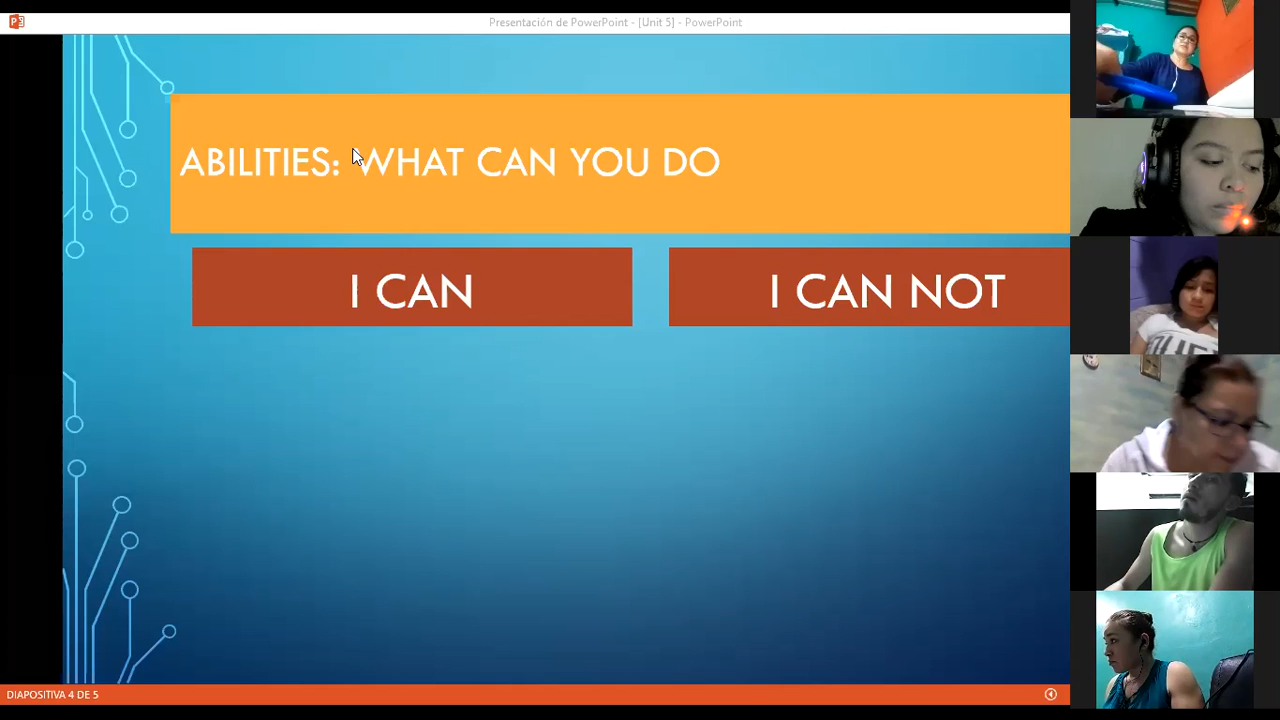 Presentación de PowerPoint - [Unit 5] - PowerPoint
ABILITIES: WHAT CAN YOU DO
I CAN
I CAN NOT
DIAPOSITIVA 4 DE 5